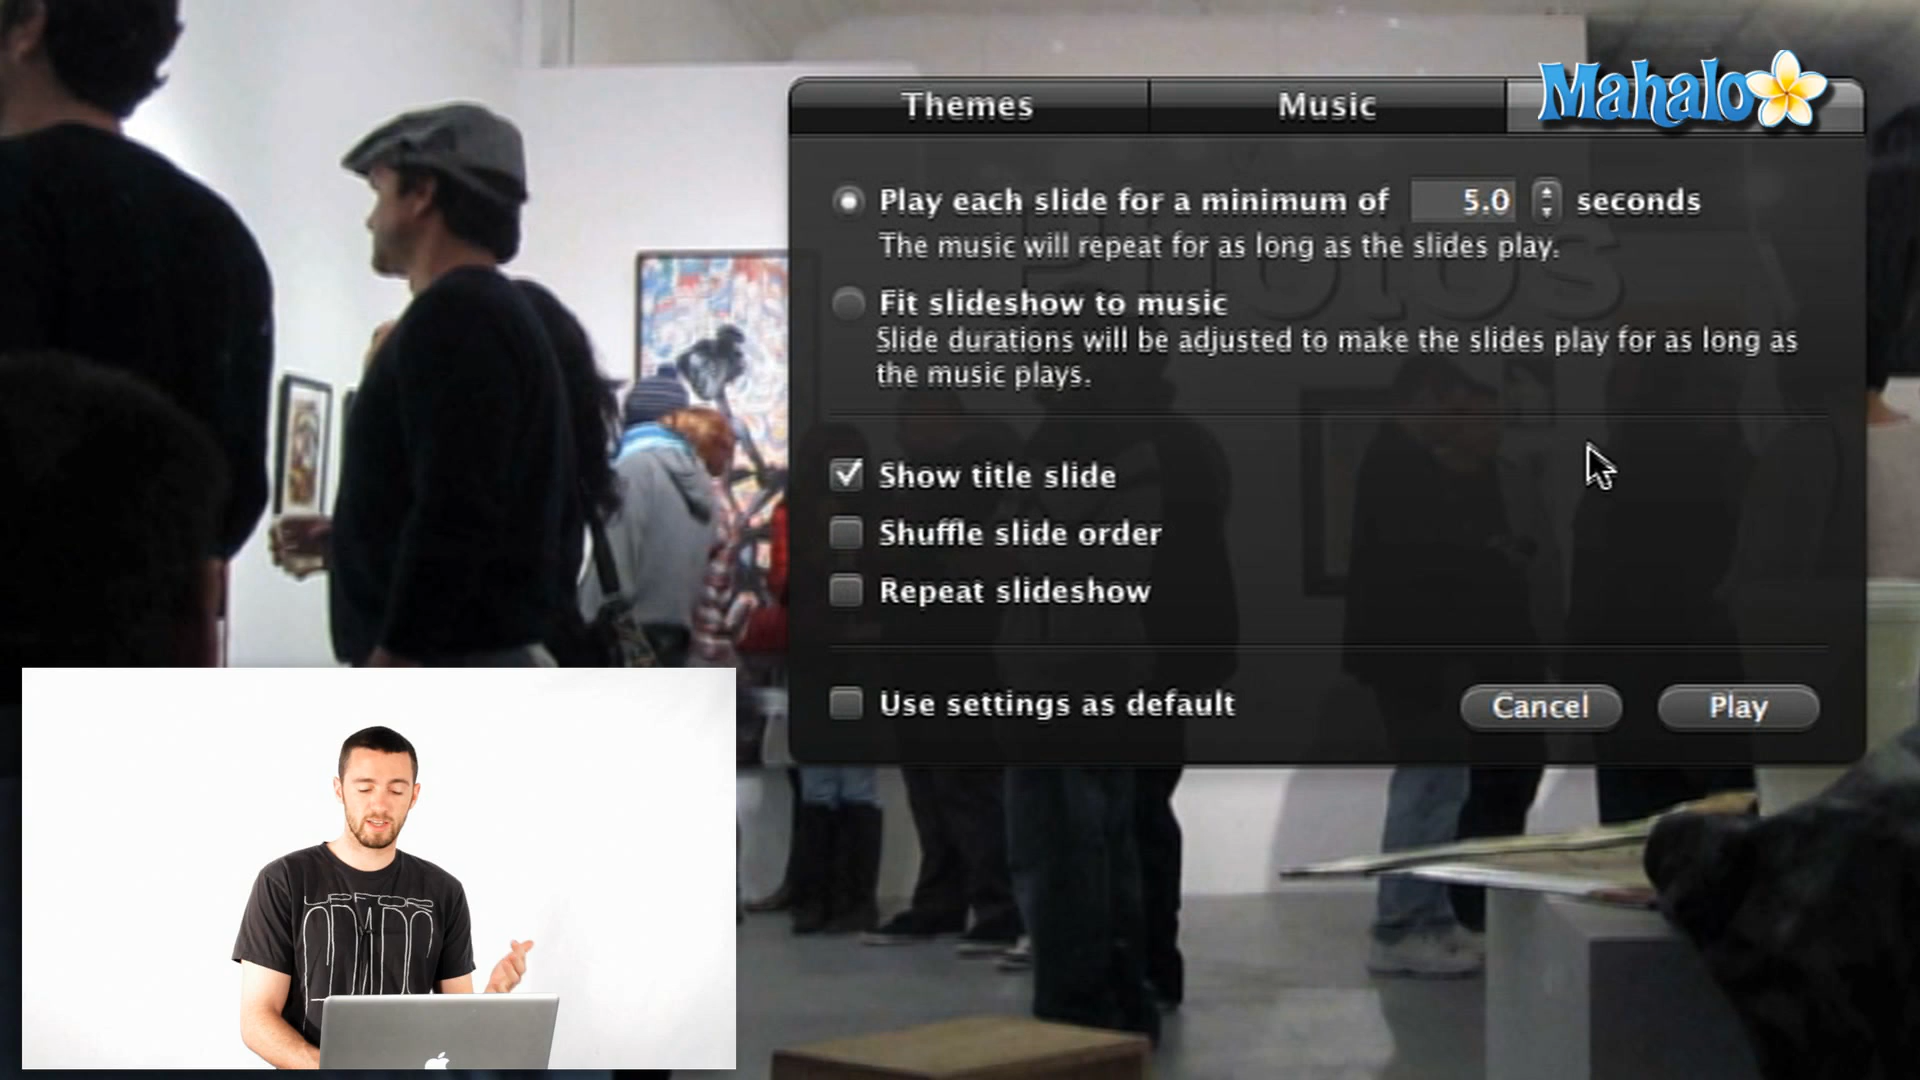 Themes
Music
Mahalo
Play each slide for a minimum of 5.0 seconds
The music will repeat for as long as the slides play.
Fit slideshow to music
Slide durations will be adjusted to make the slides play for as long as
the music plays.
Show title slide
Shuffle slide order
Repeat slideshow
Use settings as default
Cancel
Play
Photos
UPFOR